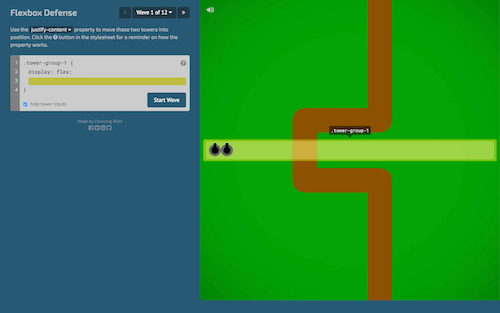 Flexbox Defense
< Wave 1 of 12 ▾ >
Use the justify-content ▾ property to move these two towers into
position. Click the ? button in the stylesheet for a reminder on how the
property works.
1 .tower-group-1 {
2 display: flex;
3
4 }
hide tower inputs
Start Wave
Made by Channing Allen
.tower-group-1